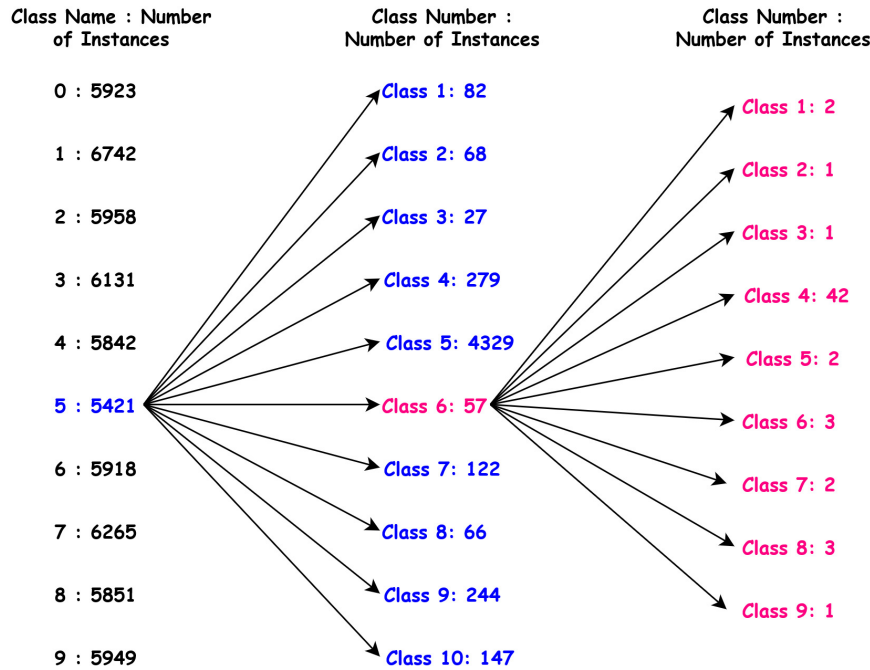 Class Name : Number
of Instances
0 : 5923
1 : 6742
2 : 5958
3 : 6131
4 : 5842
5 : 5421
6 : 5918
7 : 6265
8 : 5851
9 : 5949
Class Number :
Number of Instances
Class 1: 82
Class 2: 68
Class 3: 27
Class 4: 279
Class 5: 4329
Class 6: 57
Class 7: 122
Class 8: 66
Class 9: 244
Class 10: 147
Class Number :
Number of Instances
Class 1: 2
Class 2: 1
Class 3: 1
Class 4: 42
Class 5: 2
Class 6: 3
Class 7: 2
Class 8: 3
Class 9: 1